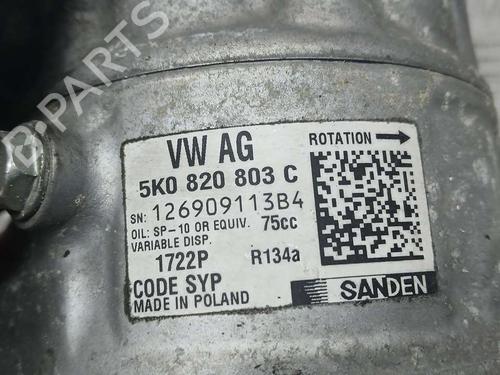 VW AG
ROTATION
5K0 820 803 C
SN: 126909113B4
OIL: SP-10 OR EQUIV. 75cc
VARIABLE DISP.
1722P R134a
CODE SYP
MADE IN POLAND
SANDEN
B-PARTS